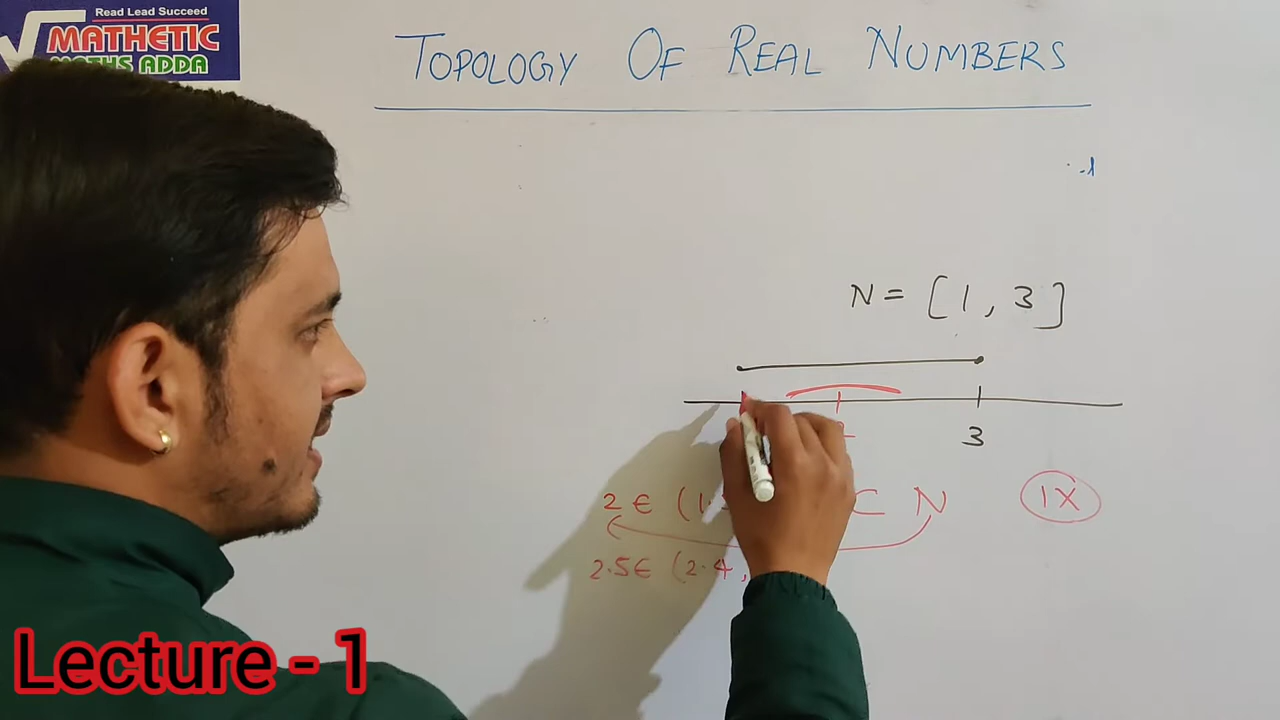 Read Lead Succeed
MATHETIC
MATHS ADDA
TOPOLOGY OF REAL NUMBERS
N = [1, 3]
3
2 ∈ (1. ⊂ N
1X
2.5 ∈ (2.4,
Lecture - 1